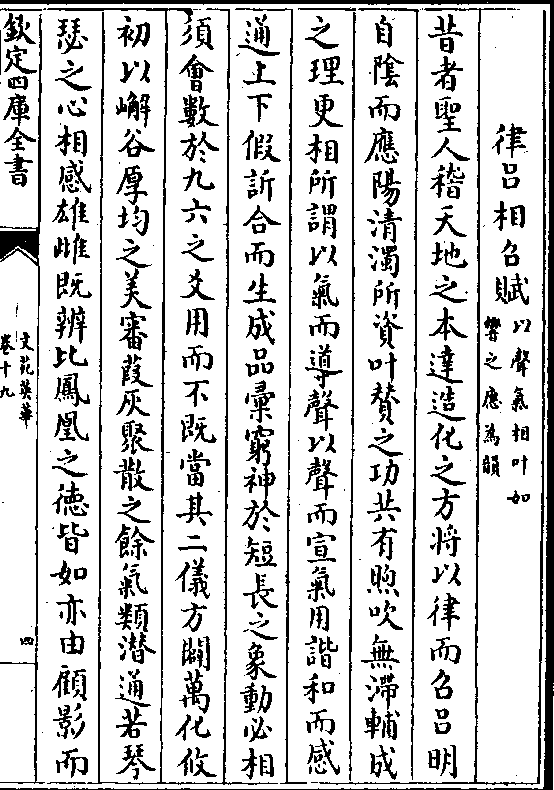 律呂相召賦以聲氣相叶如響之應為韻
昔者聖人稽天地之本達造化之方將以律而召呂明
自陰而應陽清濁所資叶賛之功共有煦吹無滯輔成
之理更相所謂以氣而導聲以聲而宣氣用諧和而感
通上下假訢合而生成品彚窮神於短長之象動必相
須會數於九六之爻用而不既當其二儀方闢萬化攸
初以嶰谷厚均之美審葭灰聚散之餘氣類潜通若琴
瑟之心相感雄雌既辨比鳳凰之徳皆如亦由顧影而
欽定四庫全書
文苑英華
卷十九
四